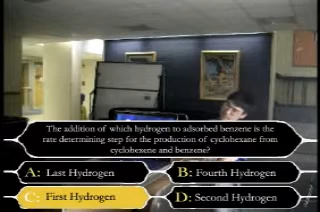 The addition of which hydrogen to adsorbed benzene is the
rate determining step for the production of cyclohexane from
cyclohexene and benzene?
A: Last Hydrogen
B: Fourth Hydrogen
C: First Hydrogen
D: Second Hydrogen